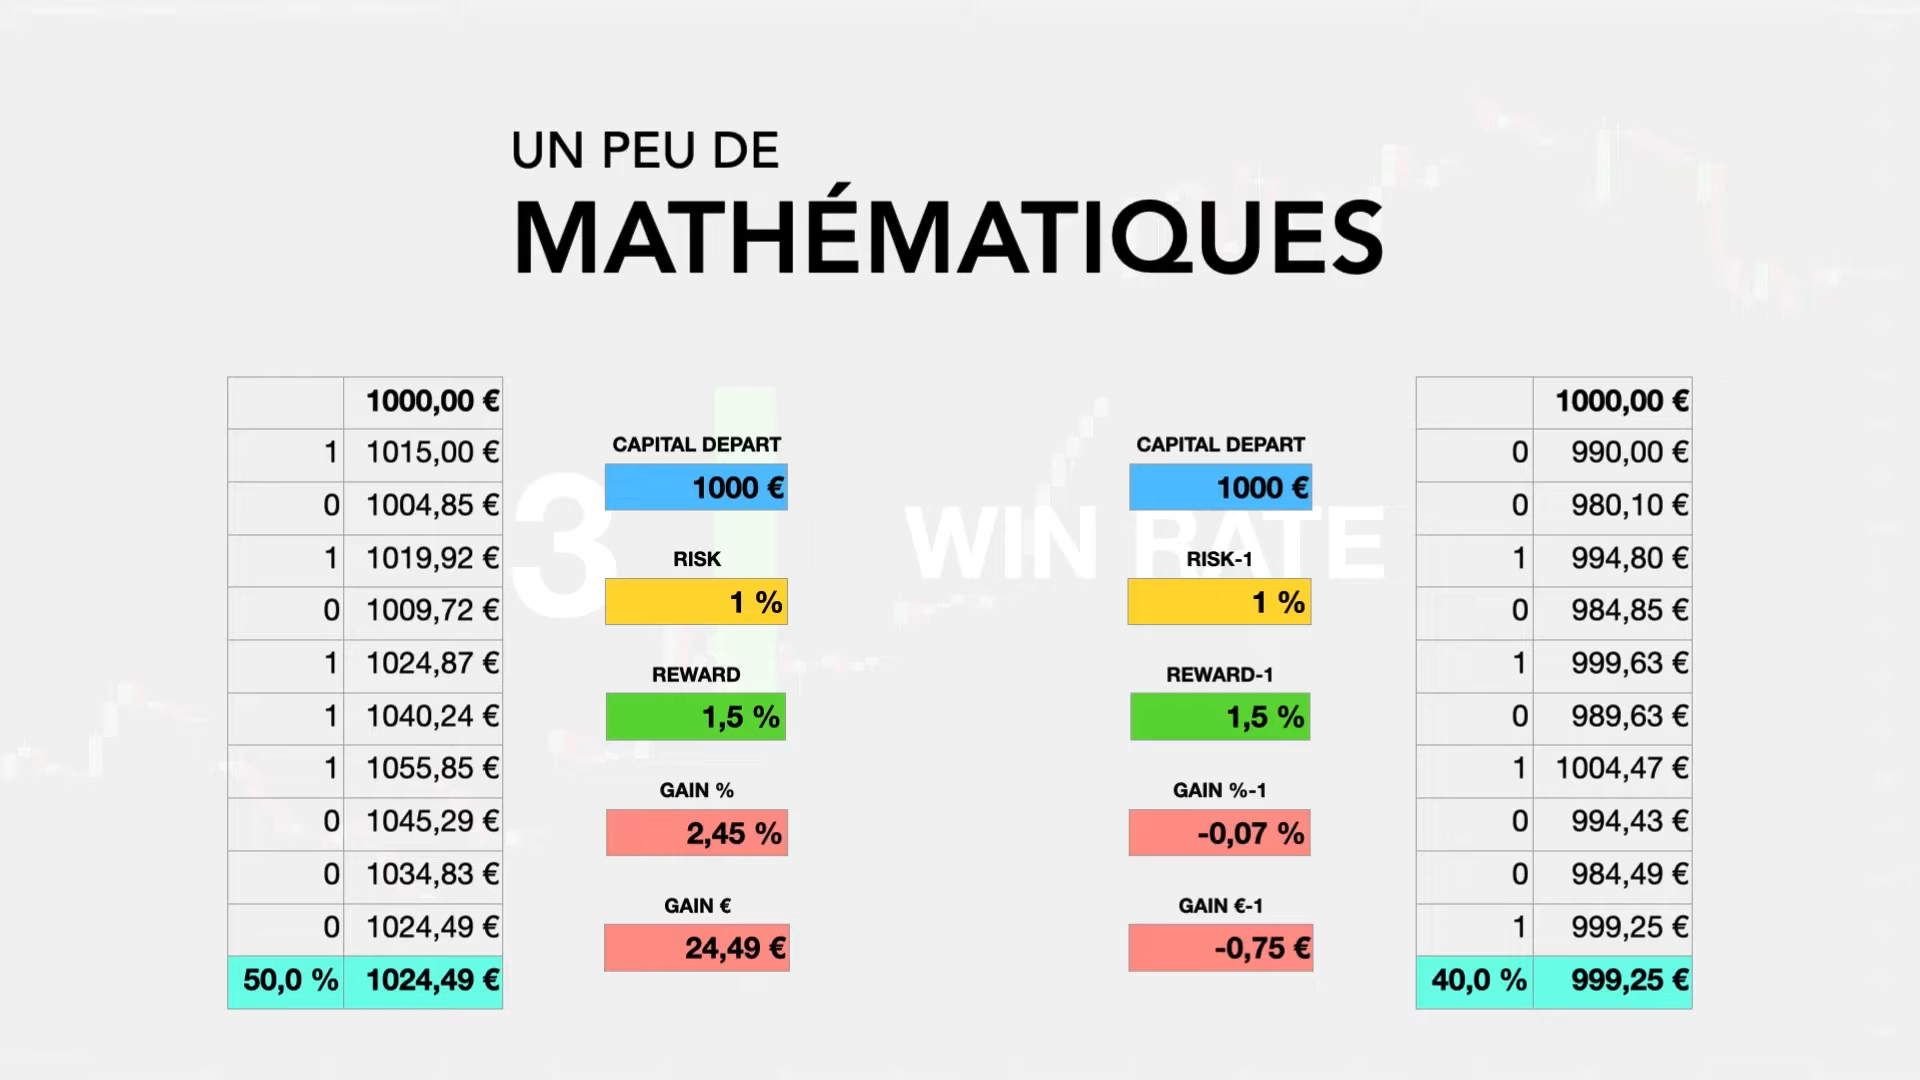 UN PEU DE
MATHÉMATIQUES
1000,00 €
1 1015,00 €
0 1004,85 €
1 1019,92 €
0 1009,72 €
1 1024,87 €
1 1040,24 €
1 1055,85 €
0 1045,29 €
0 1034,83 €
0 1024,49 €
50,0 % 1024,49 €
3
CAPITAL DEPART
1000 €
RISK
1 %
REWARD
1,5 %
GAIN %
2,45 %
GAIN €
24,49 €
WIN RATE
CAPITAL DEPART
1000 €
RISK-1
1 %
REWARD-1
1,5 %
GAIN %-1
-0,07 %
GAIN €-1
-0,75 €
1000,00 €
0 990,00 €
0 980,10 €
1 994,80 €
0 984,85 €
1 999,63 €
0 989,63 €
1 1004,47 €
0 994,43 €
0 984,49 €
1 999,25 €
40,0 % 999,25 €